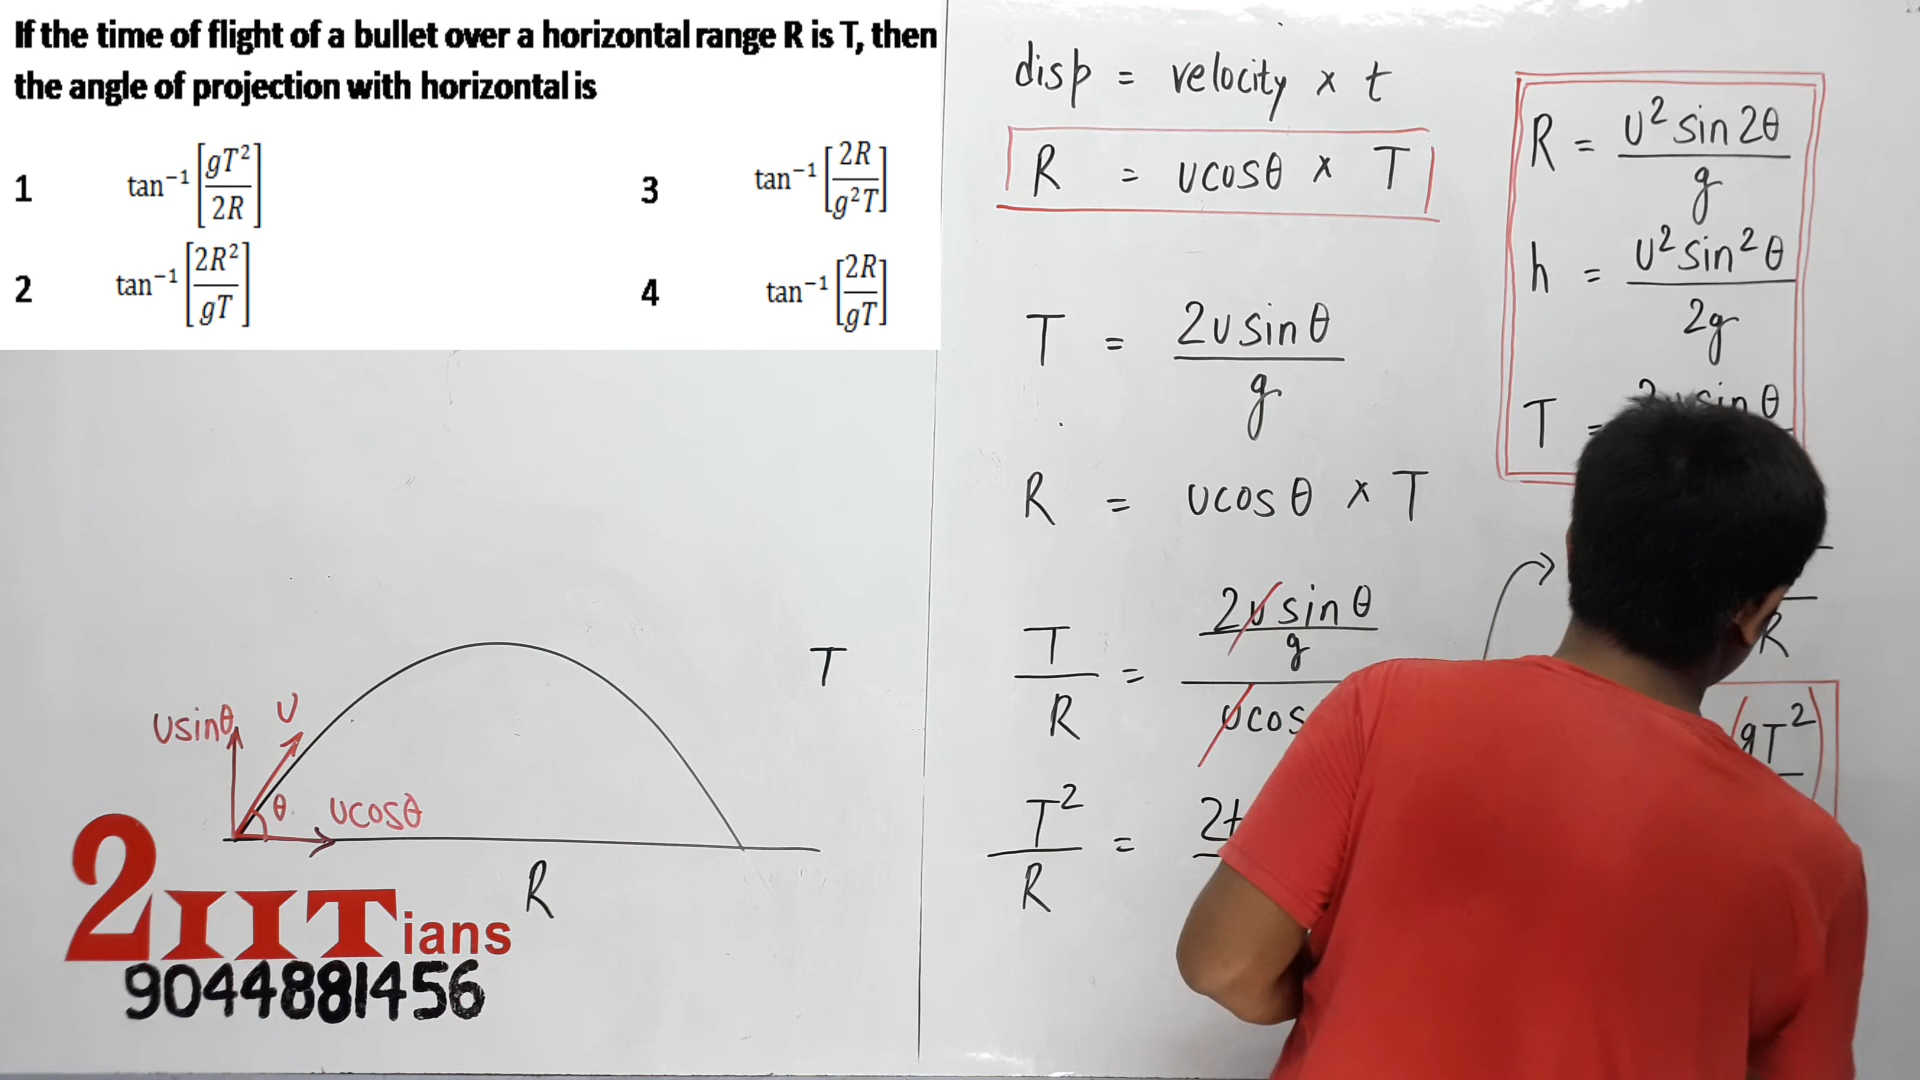 If the time of flight of a bullet over a horizontal range R is T, then
the angle of projection with horizontal is
1 tan⁻¹[gT²/2R]
2 tan⁻¹[2R²/gT]
3 tan⁻¹[2R/g²T]
4 tan⁻¹[2R/gT]
Usinθ
U
θ
Ucosθ
T
R
2IITians
9044881456
disp = velocity × t
R = ucosθ × T
T = 2usinθ/g
R = ucosθ × T
T/R =
2usinθ
g
ucos
T²/R =
R = U²sin2θ/g
h = U²sin²θ/2g
T =
sinθ
R
gT²